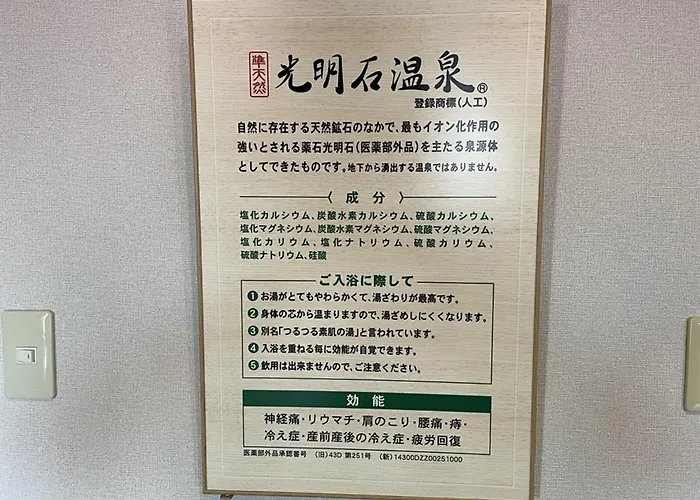 準天然
光明石温泉®
登録商標(人工)
自然に存在する天然鉱石のなかで、最もイオン化作用の
強いとされる薬石光明石(医薬部外品)を主たる泉源体
としてできたものです。地下から湧出する温泉ではありません。
成分
塩化カルシウム、炭酸水素カルシウム、硫酸カルシウム、
塩化マグネシウム、炭酸水素マグネシウム、硫酸マグネシウム、
塩化カリウム、塩化ナトリウム、硫酸カリウム、
硫酸ナトリウム、硅酸
ご入浴に際して
❶お湯がとてもやわらかくて、湯ざわりが最高です。
❷身体の芯から温まりますので、湯ざめしにくくなります。
❸別名「つるつる素肌の湯」と言われています。
❹入浴を重ねる毎に効能が自覚できます。
❺飲用は出来ませんので、ご注意ください。
効能
神経痛・リウマチ・肩のこり・腰痛・痔・
冷え症・産前産後の冷え症・疲労回復
医薬部外品承認番号 (旧)43D 第251号 (新)14300DZZ00251000